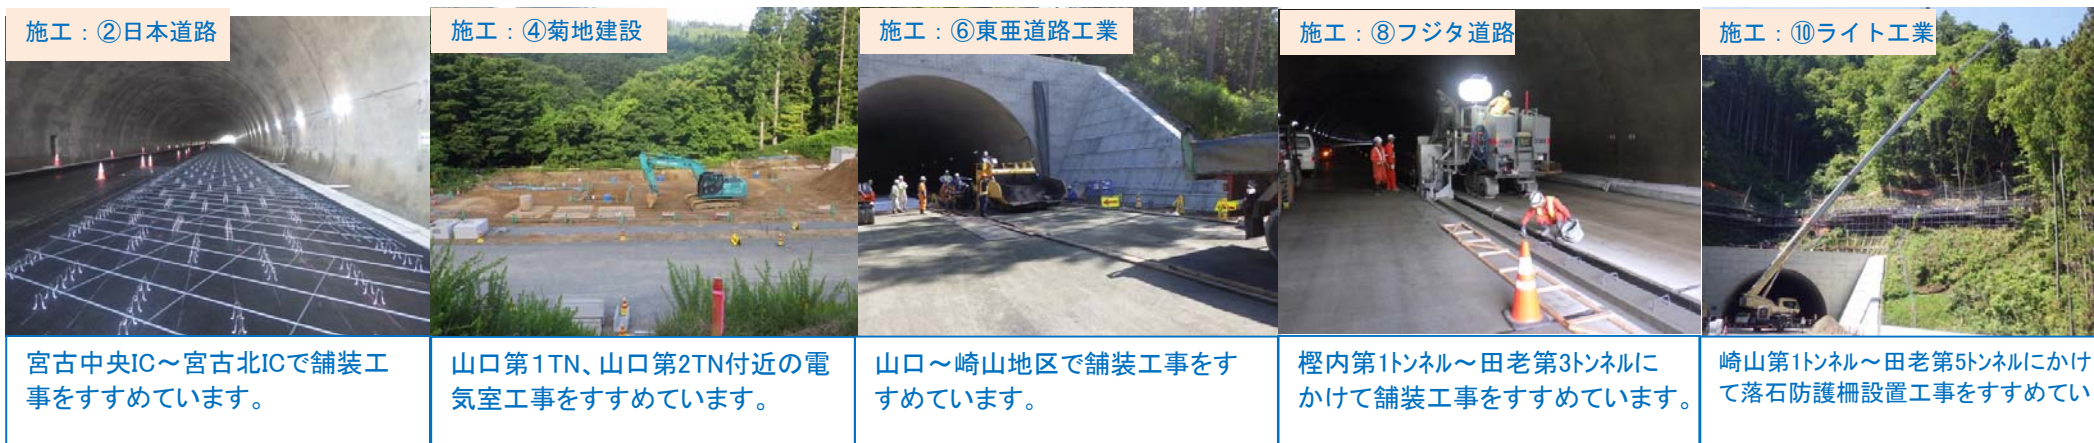 施工：②日本道路
宮古中央IC～宮古北ICで舗装工
事をすすめています。
施工：④菊地建設
山口第1TN、山口第2TN付近の電
気室工事をすすめています。
施工：⑥東亜道路工業
山口～崎山地区で舗装工事をす
すめています。
施工：⑧フジタ道路
樫内第1ﾄﾝﾈﾙ～田老第3ﾄﾝﾈﾙに
かけて舗装工事をすすめています。
施工：⑩ライト工業
崎山第1ﾄﾝﾈﾙ～田老第5ﾄﾝﾈﾙにかけ
て落石防護柵設置工事をすすめてい